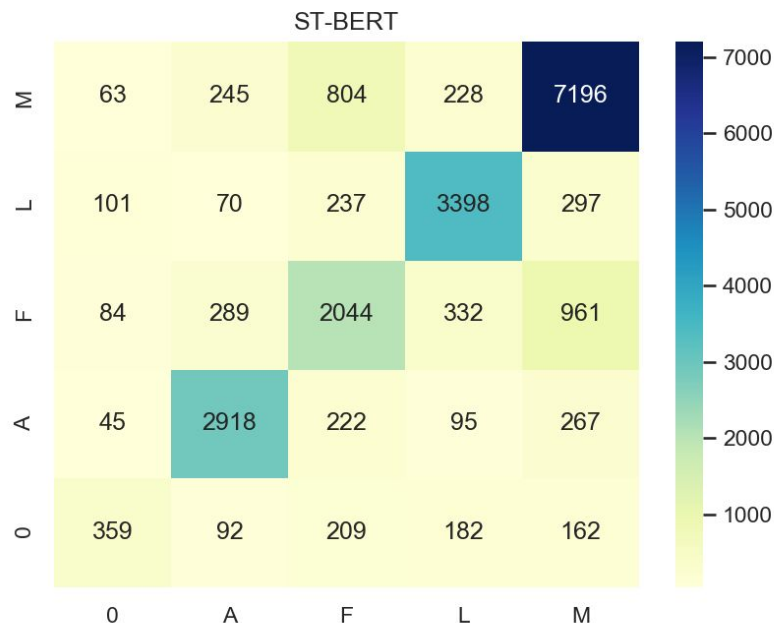 ST-BERT
M 63 245 804 228 7196
L 101 70 237 3398 297
F 84 289 2044 332 961
A 45 2918 222 95 267
0 359 92 209 182 162
0 A F L M
7000
6000
5000
4000
3000
2000
1000